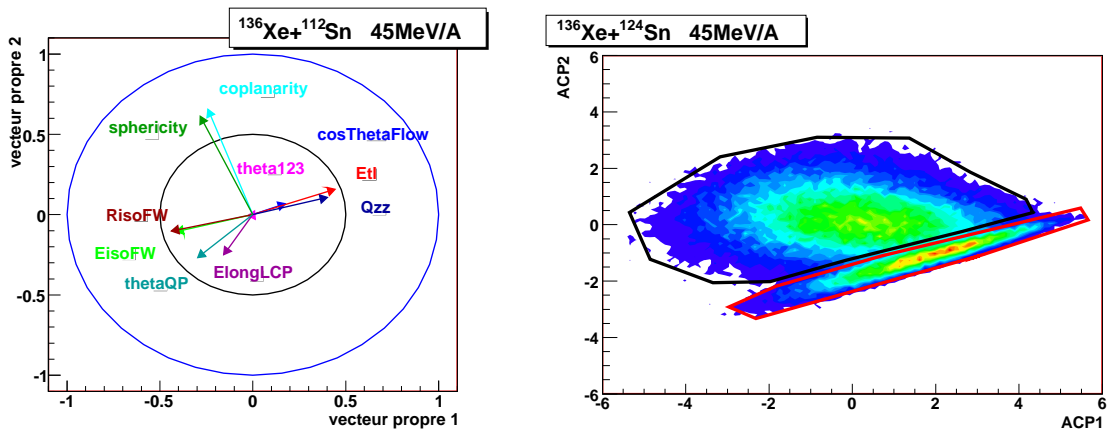 ¹³⁶Xe+¹¹²Sn 45MeV/A
vecteur propre 2
1
0.5
0
-0.5
-1
coplanarity
sphericity
cosThetaFlow
theta123
Etl
Qzz
RisoFW
EisoFW
thetaQP
ElongLCP
-1
-0.5
0
0.5
1
vecteur propre 1
¹³⁶Xe+¹²⁴Sn 45MeV/A
ACP2
6
4
2
0
-2
-4
-6
-6
-4
-2
0
2
4
6
ACP1